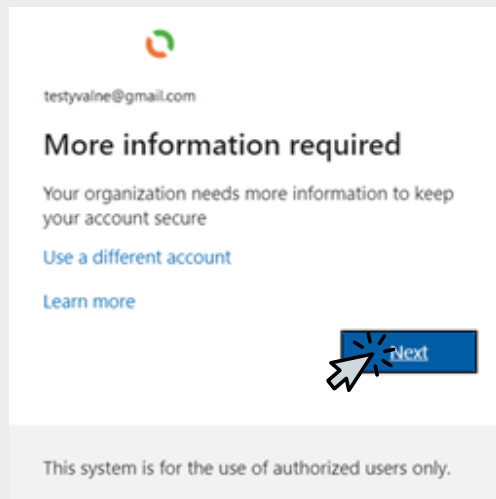 testyvalne@gmail.com
More information required
Your organization needs more information to keep
your account secure
Use a different account
Learn more
Next
This system is for the use of authorized users only.